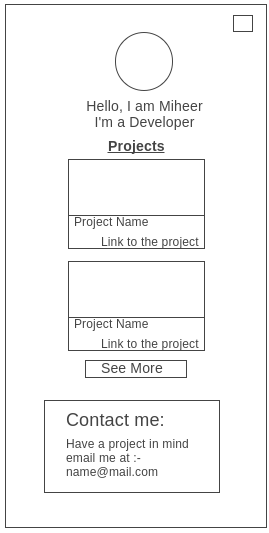 Hello, I am Miheer
I'm a Developer
Projects
Project Name
Link to the project
Project Name
Link to the project
See More
Contact me:
Have a project in mind
email me at :-
name@mail.com